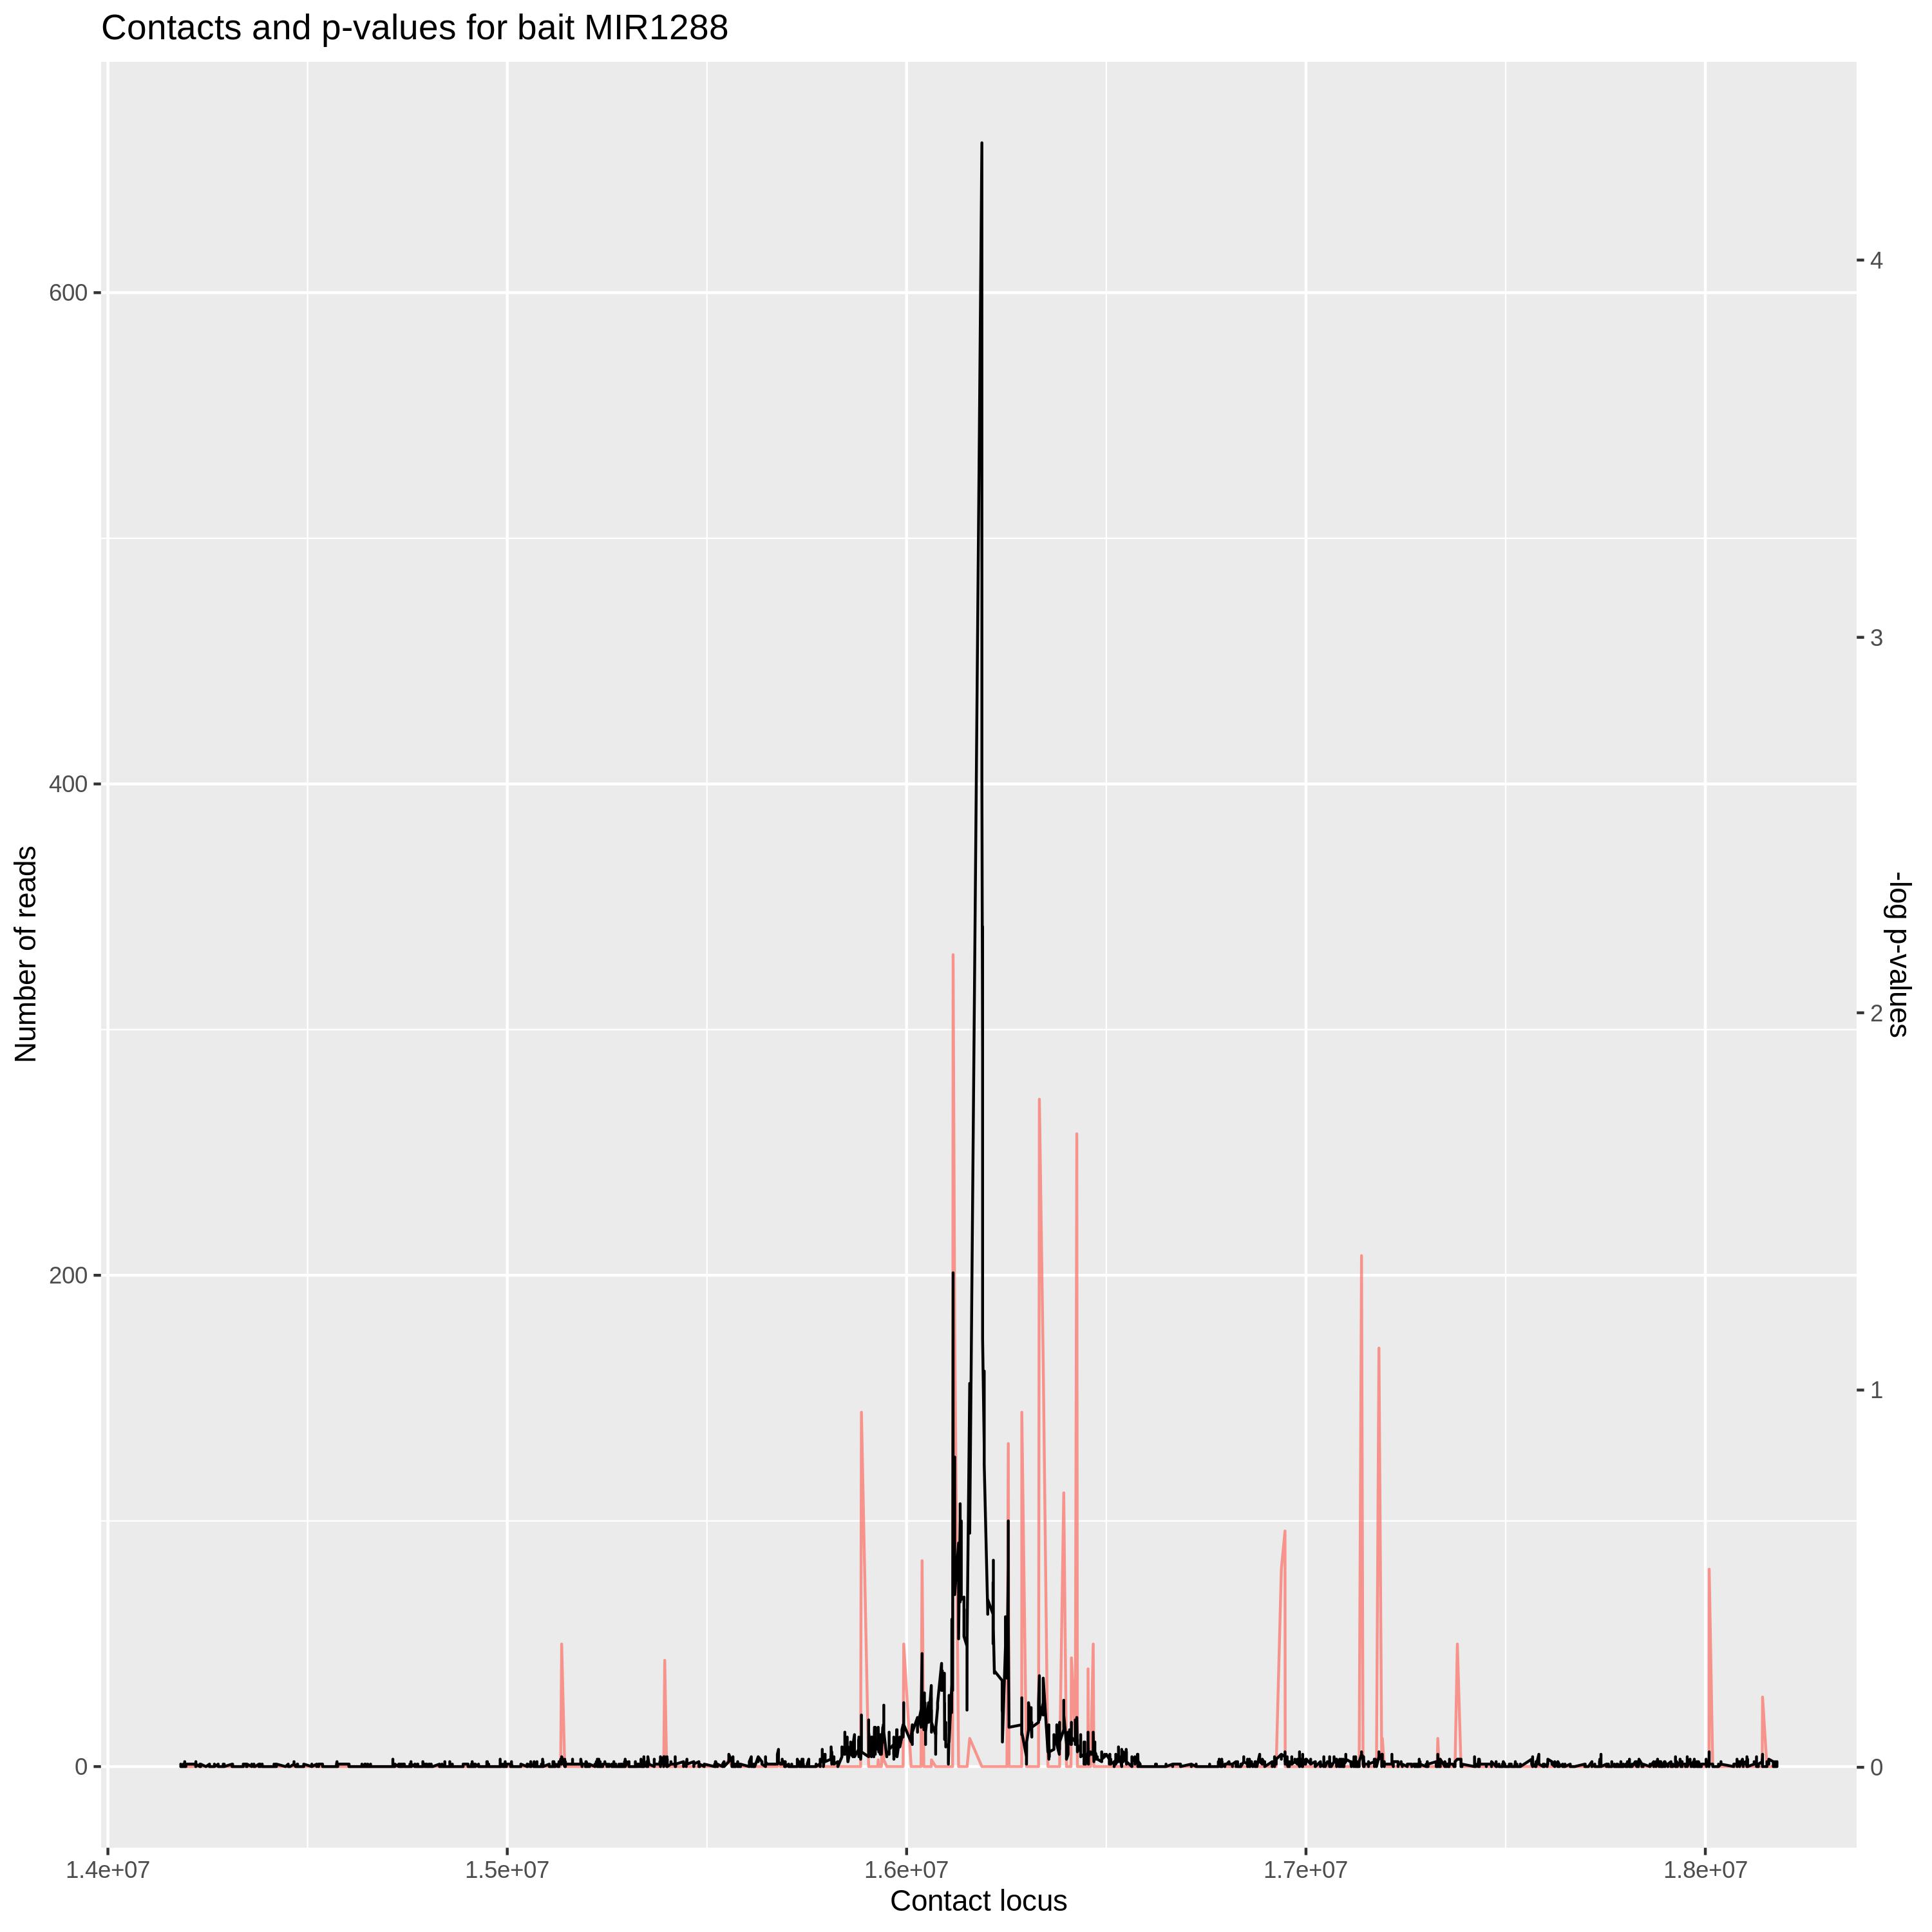 Contacts and p-values for bait MIR1288
600
400
200
0
Number of reads
4
3
2
1
0
-log p-values
1.4e+07
1.5e+07
1.6e+07
1.7e+07
1.8e+07
Contact locus